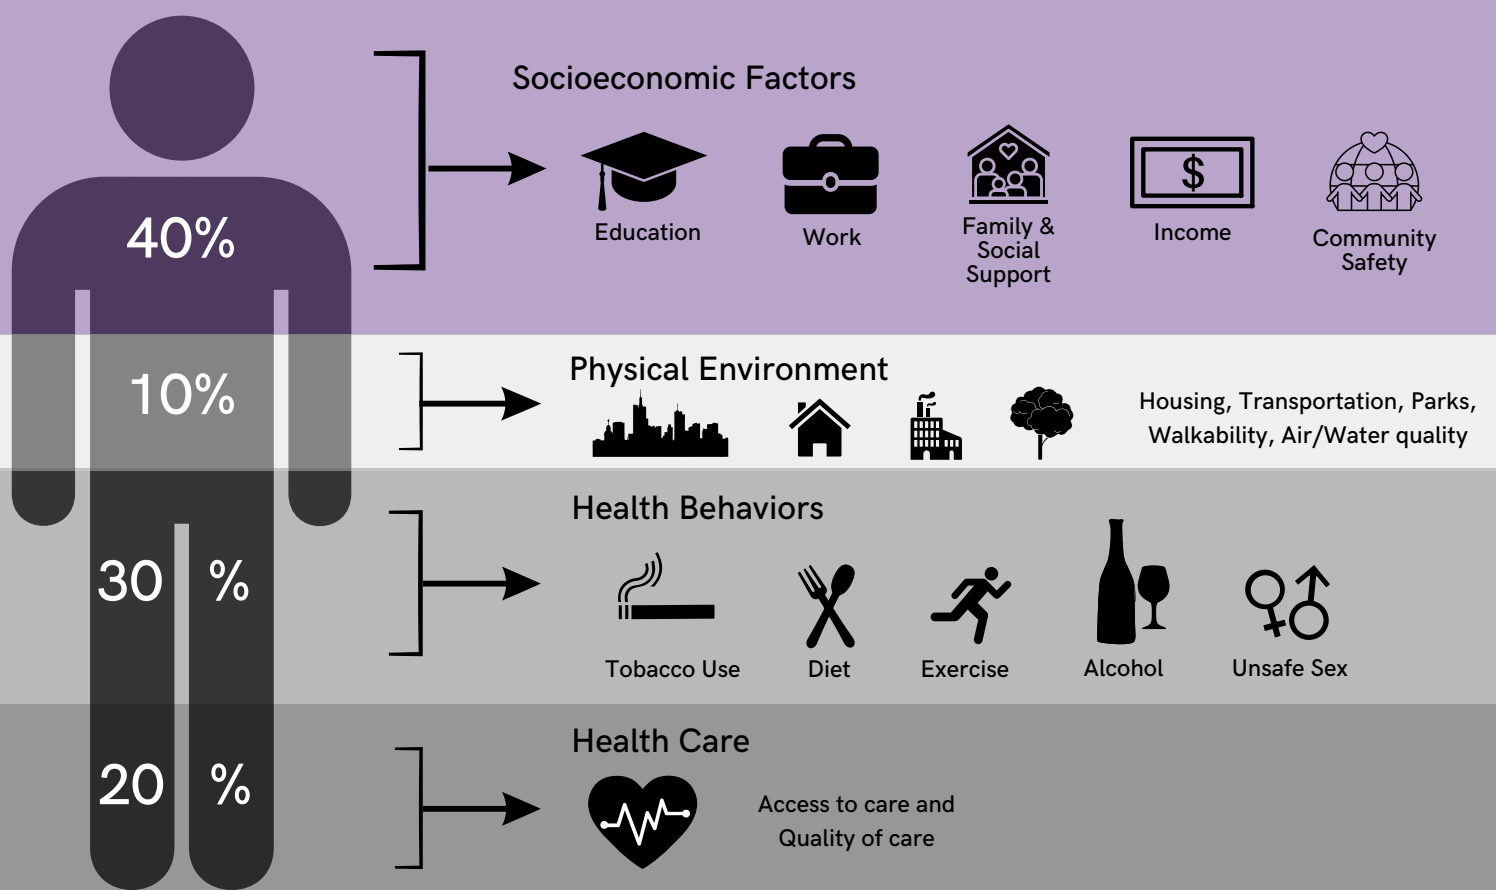 Socioeconomic Factors
40%
Education
Work
Family &
Social
Support
$
Income
Community
Safety
10%
Physical Environment
Housing, Transportation, Parks,
Walkability, Air/Water quality
30 %
Health Behaviors
Tobacco Use
Diet
Exercise
Alcohol
Unsafe Sex
20 %
Health Care
Access to care and
Quality of care